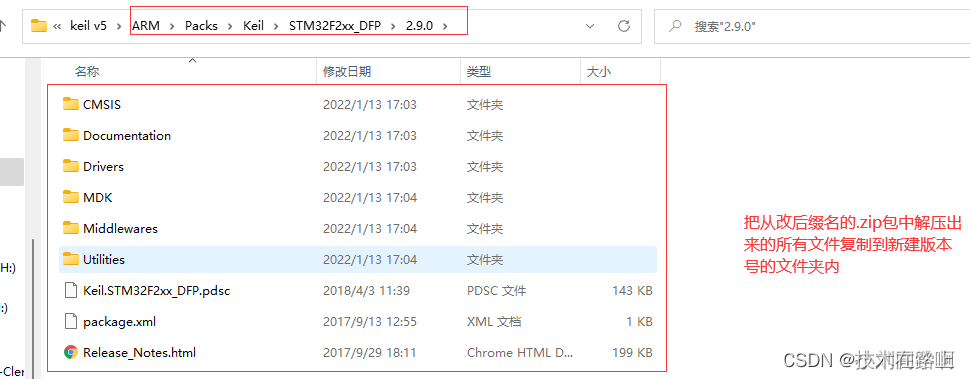 « keil v5 › ARM › Packs › Keil › STM32F2xx_DFP › 2.9.0 ›
搜索"2.9.0"
名称 修改日期 类型 大小
CMSIS 2022/1/13 17:03 文件夹
Documentation 2022/1/13 17:03 文件夹
Drivers 2022/1/13 17:03 文件夹
MDK 2022/1/13 17:04 文件夹
Middlewares 2022/1/13 17:04 文件夹
Utilities 2022/1/13 17:04 文件夹
Keil.STM32F2xx_DFP.pdsc 2018/4/3 11:39 PDSC 文件 143 KB
package.xml 2017/9/13 12:55 XML 文档 1 KB
Release_Notes.html 2017/9/29 18:11 Chrome HTML D... 199 KB
把从改后缀名的.zip包中解压出
来的所有文件复制到新建版本
号的文件夹内
H:)
:)
-Cler
CSDN @